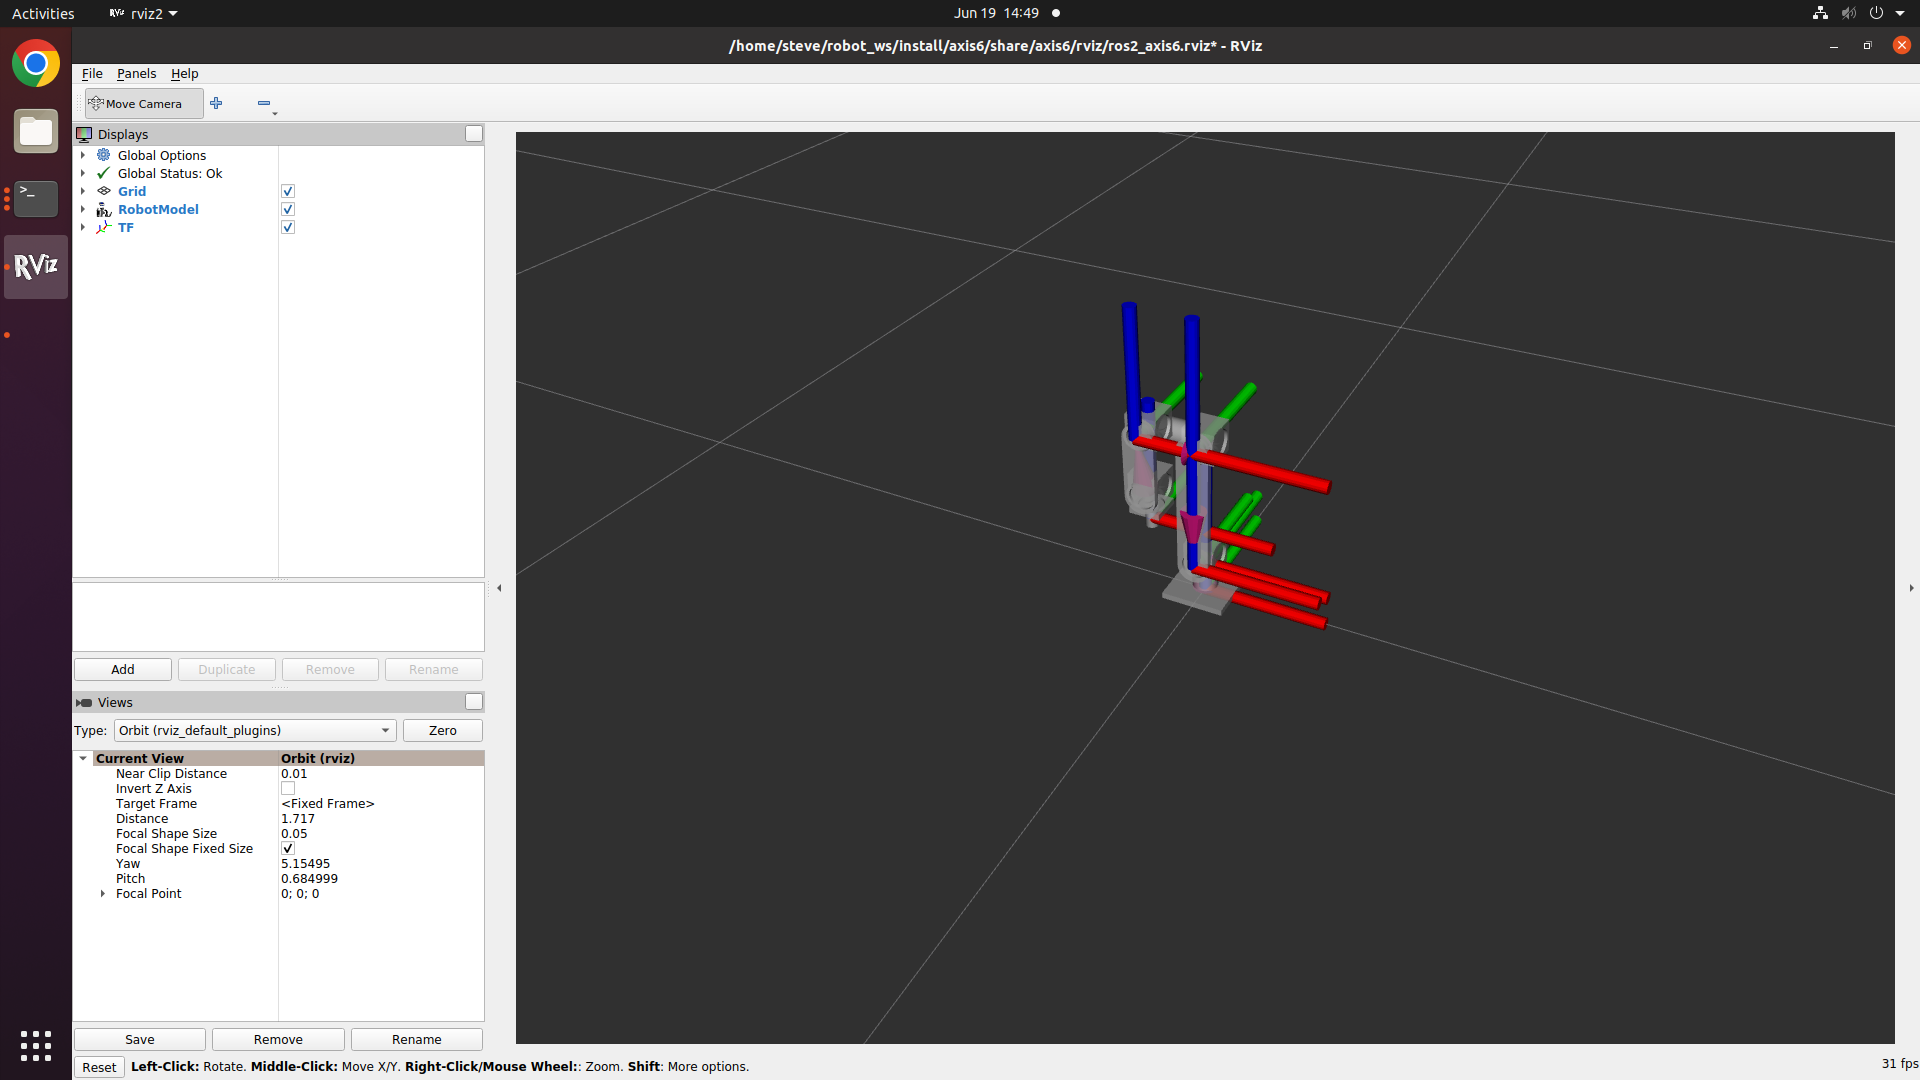 Activities
RViz rviz2
Jun 19 14:49
/home/steve/robot_ws/install/axis6/share/axis6/rviz/ros2_axis6.rviz* - RViz
File Panels Help
Move Camera
Displays
Global Options
Global Status: Ok
Grid
RobotModel
TF
>_
RViz
Add Duplicate Remove Rename
Views
Type: Orbit (rviz_default_plugins) Zero
Current View Orbit (rviz)
Near Clip Distance 0.01
Invert Z Axis
Target Frame <Fixed Frame>
Distance 1.717
Focal Shape Size 0.05
Focal Shape Fixed Size
Yaw 5.15495
Pitch 0.684999
Focal Point 0; 0; 0
Save Remove Rename
Reset Left-Click: Rotate. Middle-Click: Move X/Y. Right-Click/Mouse Wheel:: Zoom. Shift: More options.
31 fps